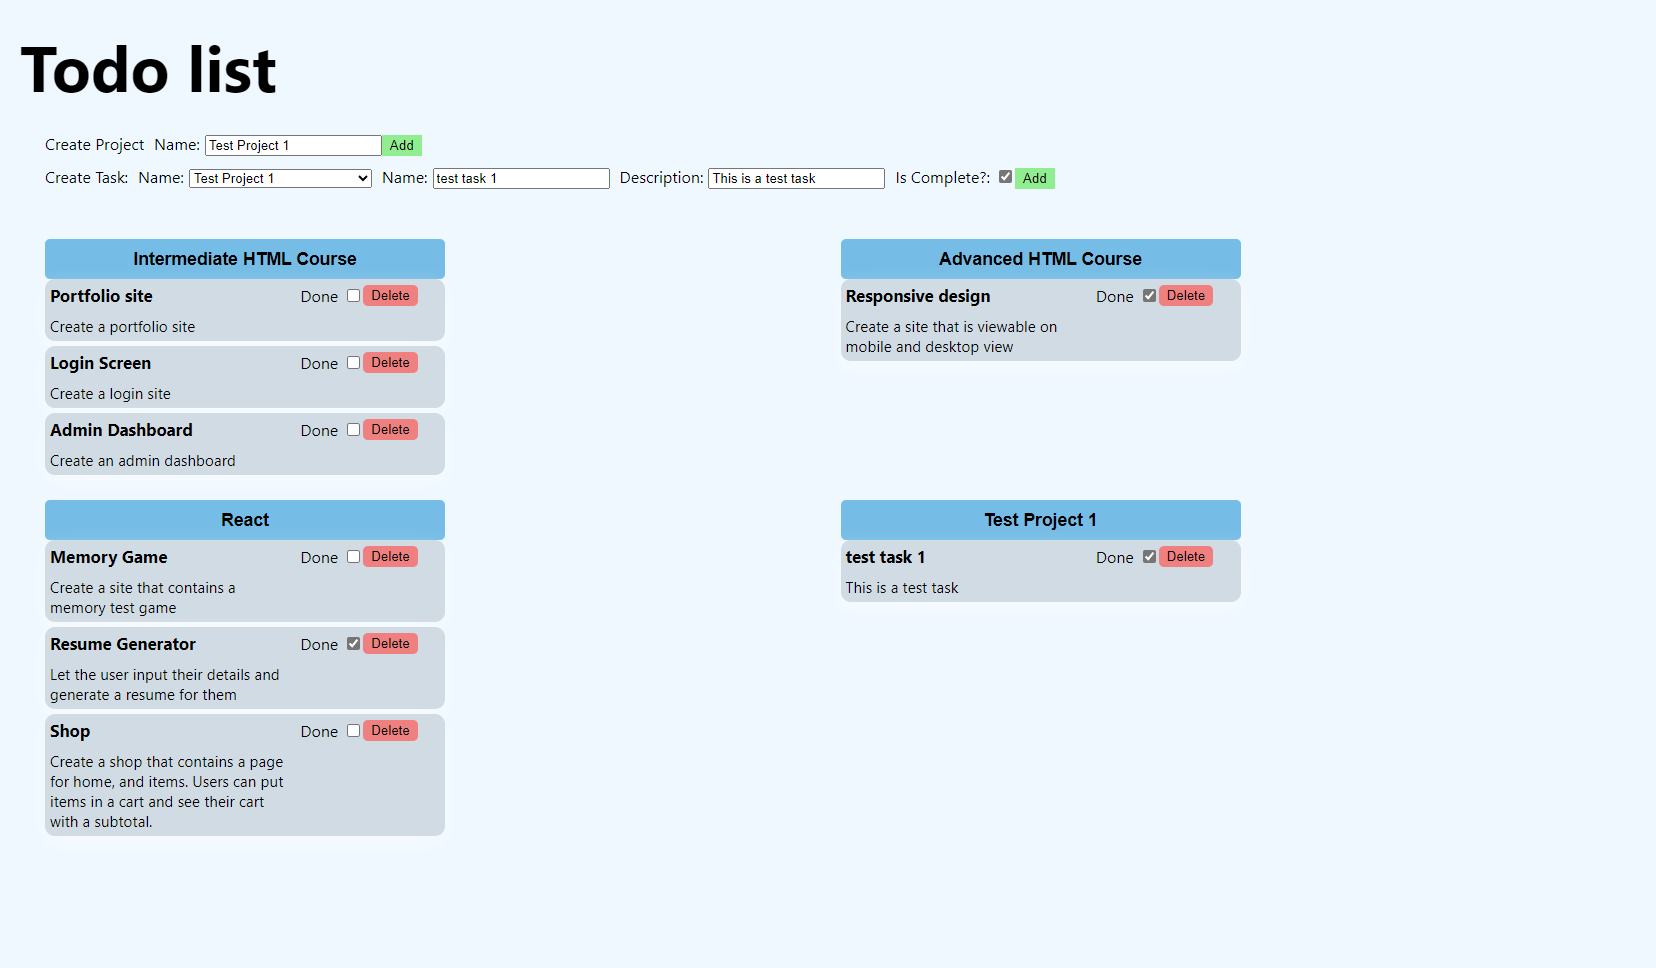 Todo list
Create Project Name: Test Project 1 Add
Create Task: Name: Test Project 1 Name: test task 1 Description: This is a test task Is Complete?: Add
Intermediate HTML Course
Portfolio site Done Delete
Create a portfolio site
Login Screen Done Delete
Create a login site
Admin Dashboard Done Delete
Create an admin dashboard
Advanced HTML Course
Responsive design Done Delete
Create a site that is viewable on
mobile and desktop view
React
Memory Game Done Delete
Create a site that contains a
memory test game
Resume Generator Done Delete
Let the user input their details and
generate a resume for them
Shop Done Delete
Create a shop that contains a page
for home, and items. Users can put
items in a cart and see their cart
with a subtotal.
Test Project 1
test task 1 Done Delete
This is a test task